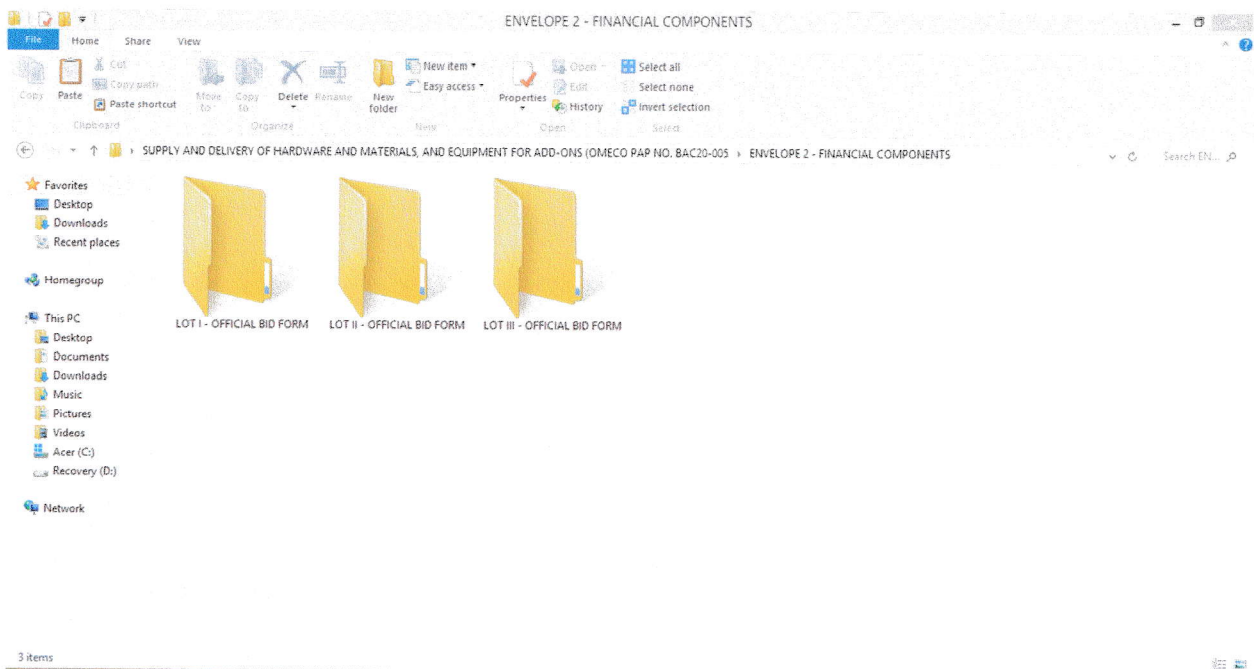 ENVELOPE 2 - FINANCIAL COMPONENTS
File Home Share View
Copy
Paste
Cut
Copy path
Paste shortcut
Move to
Copy to
Delete
Rename
New folder
New item
Easy access
Properties
Open
Edit
History
Select all
Select none
Invert selection
Clipboard Organize New Open Select
SUPPLY AND DELIVERY OF HARDWARE AND MATERIALS, AND EQUIPMENT FOR ADD-ONS (OMECO PAP NO. BAC20-005 ENVELOPE 2 - FINANCIAL COMPONENTS
Search EN...
Favorites
Desktop
Downloads
Recent places
Homegroup
This PC
Desktop
Documents
Downloads
Music
Pictures
Videos
Acer (C:)
Recovery (D:)
Network
LOT I - OFFICIAL BID FORM
LOT II - OFFICIAL BID FORM
LOT III - OFFICIAL BID FORM
3 items